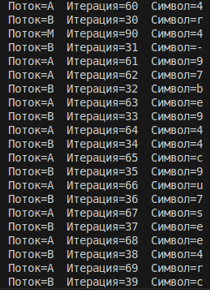 Поток=A Итерация=60 Символ=4
Поток=B Итерация=30 Символ=r
Поток=M Итерация=90 Символ=4
Поток=B Итерация=31 Символ=-
Поток=A Итерация=61 Символ=9
Поток=A Итерация=62 Символ=7
Поток=B Итерация=32 Символ=b
Поток=A Итерация=63 Символ=e
Поток=B Итерация=33 Символ=9
Поток=A Итерация=64 Символ=4
Поток=B Итерация=34 Символ=4
Поток=A Итерация=65 Символ=c
Поток=B Итерация=35 Символ=9
Поток=A Итерация=66 Символ=u
Поток=B Итерация=36 Символ=7
Поток=A Итерация=67 Символ=s
Поток=B Итерация=37 Символ=e
Поток=A Итерация=68 Символ=e
Поток=B Итерация=38 Символ=4
Поток=A Итерация=69 Символ=r
Поток=B Итерация=39 Символ=c